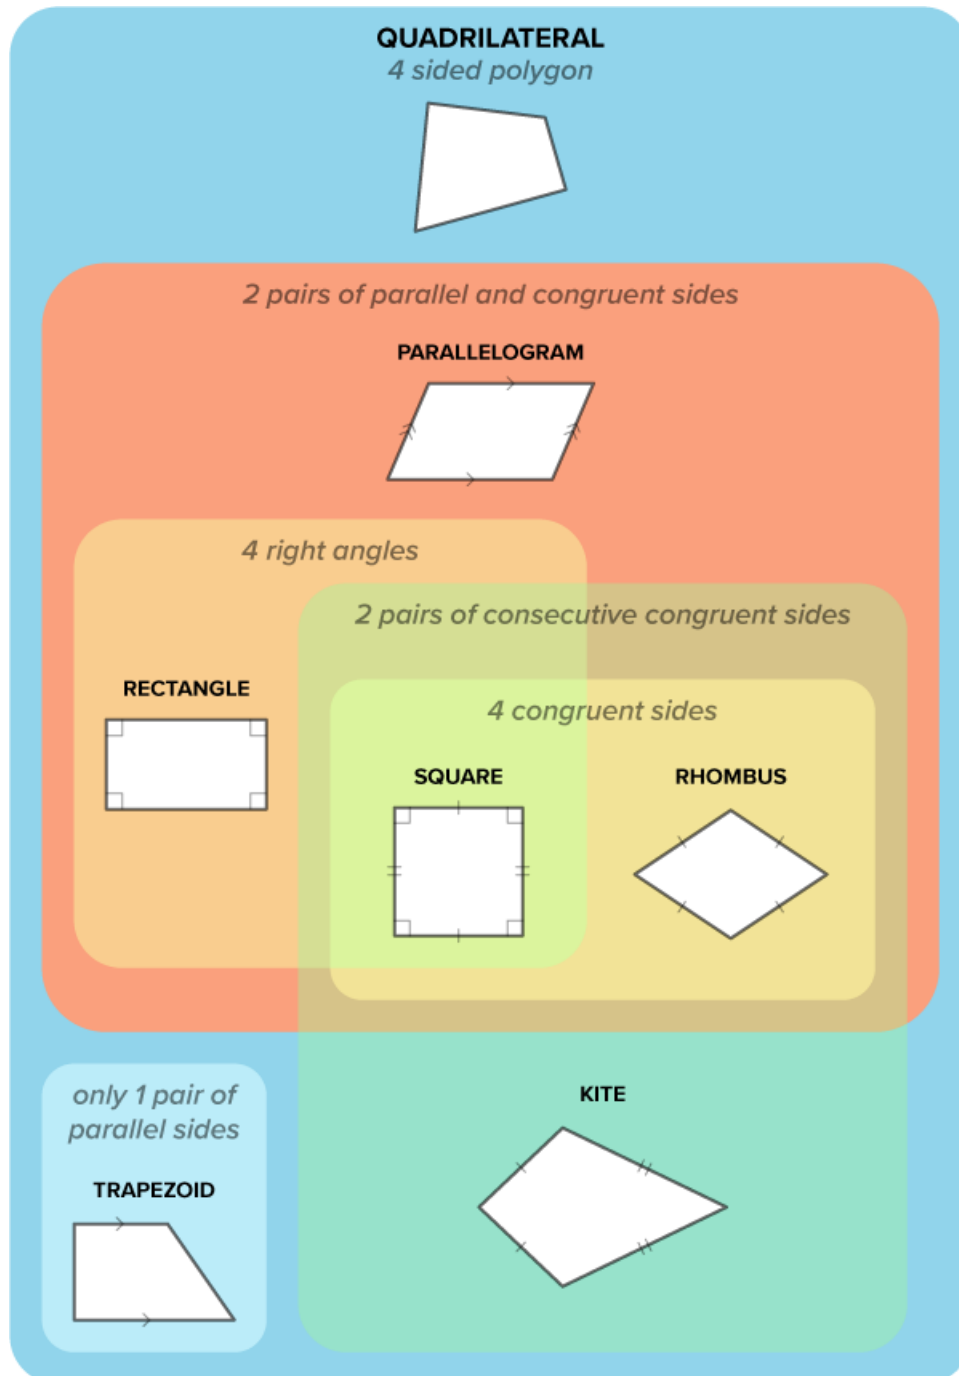 QUADRILATERAL
4 sided polygon
2 pairs of parallel and congruent sides
PARALLELOGRAM
4 right angles
2 pairs of consecutive congruent sides
RECTANGLE
4 congruent sides
SQUARE
RHOMBUS
only 1 pair of
parallel sides
TRAPEZOID
KITE